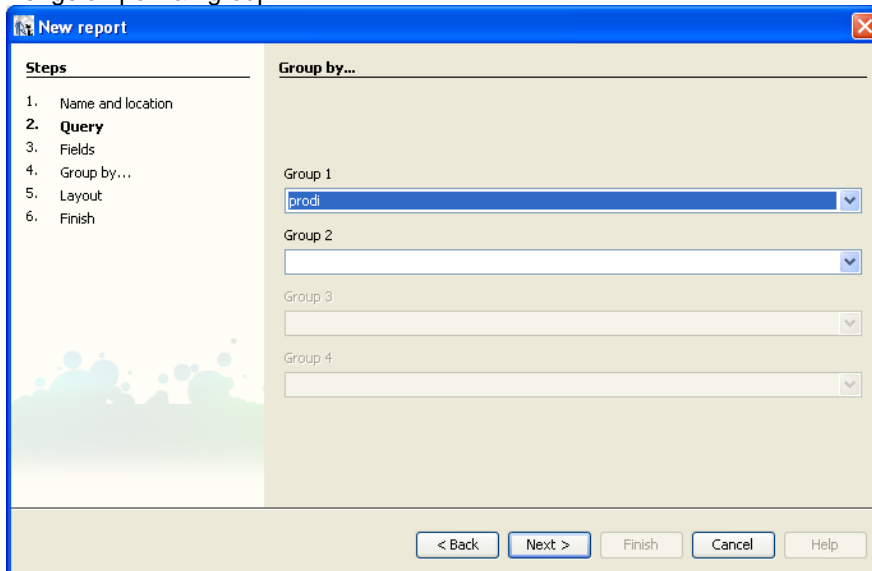 New report
Steps
1. Name and location
2. Query
3. Fields
4. Group by...
5. Layout
6. Finish
Group by...
Group 1
prodi
Group 2
Group 3
Group 4
< Back Next > Finish Cancel Help